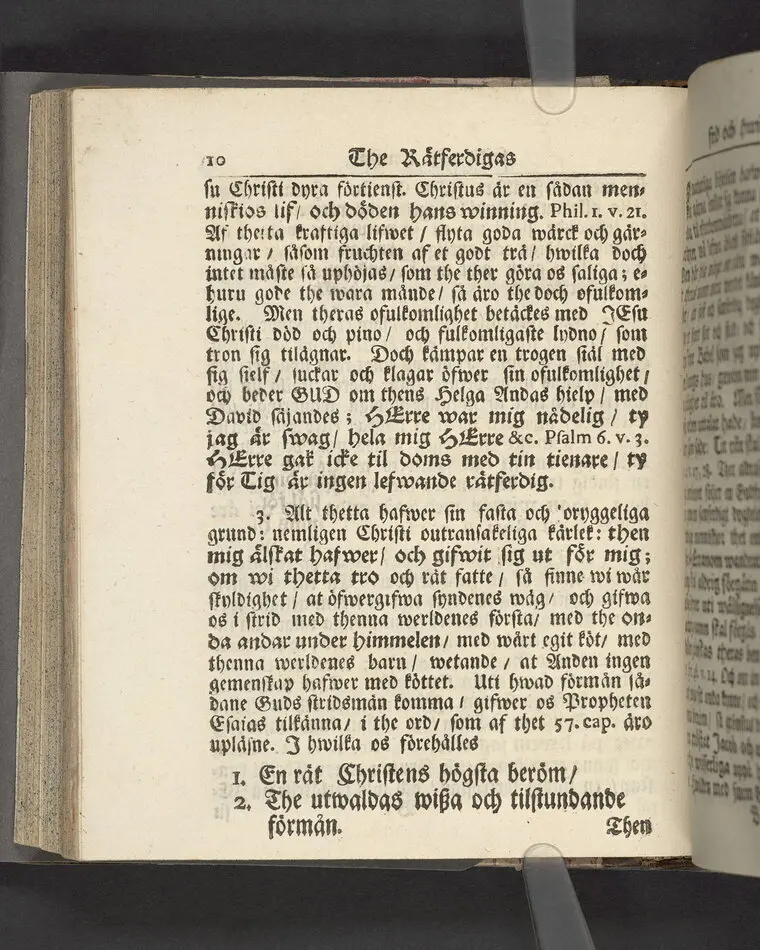 10 The Rätferdigas
su Christi dyra förtienst. Christus är en sådan men-
niskios lif/ och döden hans winning. Phil. 1. v. 21.
Af thetta kraftiga lifwet / flyta goda wärck och gär-
ningar / såsom fruchten af et godt trä/ hwilka doch
intet måste så uphöjas/ som the ther göra os saliga; e-
huru gode the wara månde/ så äro the doch ofulkom-
lige. Men theras ofulkomlighet betäckes med JEsu
Christi död och pino/ och fulkomligaste lydno/ som
tron sig tilägnar. Doch kämpar en trogen siäl med
sig sielf / suckar och klagar öfwer sin ofulkomlighet/
och beder GUD om thens Helga Andas hielp / med
David säjandes; HErre war mig nådelig / ty
jag är swag/ hela mig HErre &c. Psalm 6. v. 3.
HErre gak icke til doms med tin tienare/ ty
för Tig är ingen lefwande rätferdig.
3. Alt thetta hafwer sin fasta och oryggeliga
grund: nemligen Christi outransakeliga kärlek: then
mig älskat hafwer/ och gifwit sig ut för mig;
om wi thetta tro och rät fatte/ så finne wi wår
skyldighet/ at öfwergifwa syndenes wäg/ och gifwa
os i strid med thenna werldenes första/ med the on-
da andar under himmelen/ med wårt egit köt/ med
thenna werldenes barn/ wetande / at Anden ingen
gemenskap hafwer med köttet. Uti hwad förmån så-
dane Guds stridsmän komma/ gifwer os Propheten
Esaias tilkänna/ i the ord/ som af thet 57. cap. äro
upläsne. I hwilka os förehålles
1. En rät Christens högsta beröm/
2. The utwaldas wißa och tilstundande
förmån.
Then